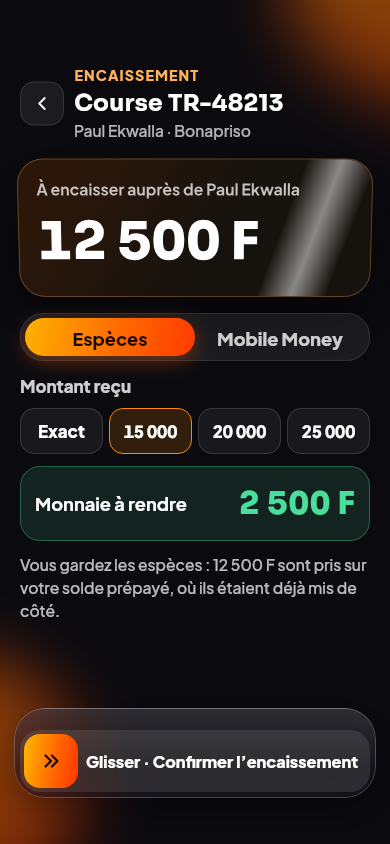 ENCAISSEMENT
Course TR-48213
Paul Ekwalla · Bonapriso
À encaisser auprès de Paul Ekwalla
12 500 F
Espèces
Mobile Money
Montant reçu
Exact
15 000
20 000
25 000
Monnaie à rendre
2 500 F
Vous gardez les espèces : 12 500 F sont pris sur
votre solde prépayé, où ils étaient déjà mis de
côté.
Glisser · Confirmer l’encaissement